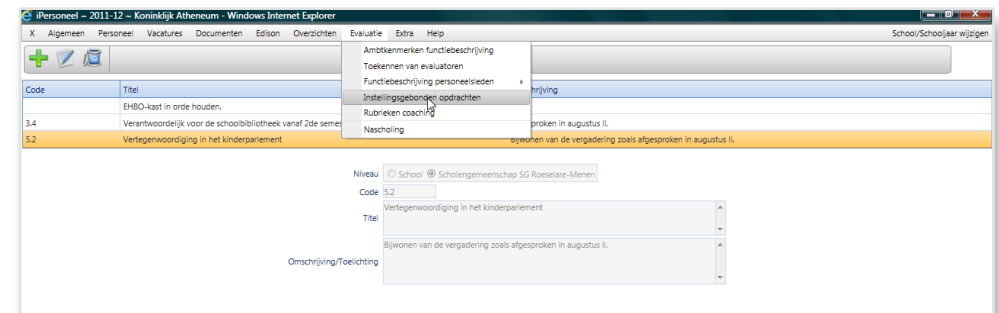 iPersoneel ~ 2011-12 ~ Koninklijk Atheneum - Windows Internet Explorer
X Algemeen Personeel Vacatures Documenten Edison Overzichten Evaluatie Extra Help School/Schooljaar wijzigen
Ambtkenmerken functiebeschrijving
Toekennen van evaluatoren
Functiebeschrijving personeelsleden
Instellingsgebonden opdrachten
Rubrieken coaching
Nascholing
Code Titel hrijving
EHBO-kast in orde houden.
3.4 Verantwoordelijk voor de schoolbibliotheek vanaf 2de semes proken in augustus ll.
5.2 Vertegenwoordiging in het kinderparlement Bijwonen van de vergadering zoals afgesproken in augustus ll.
Niveau School Scholengemeenschap SG Roeselare-Menen
Code 5.2
Titel Vertegenwoordiging in het kinderparlement
Omschrijving/Toelichting Bijwonen van de vergadering zoals afgesproken in augustus ll.